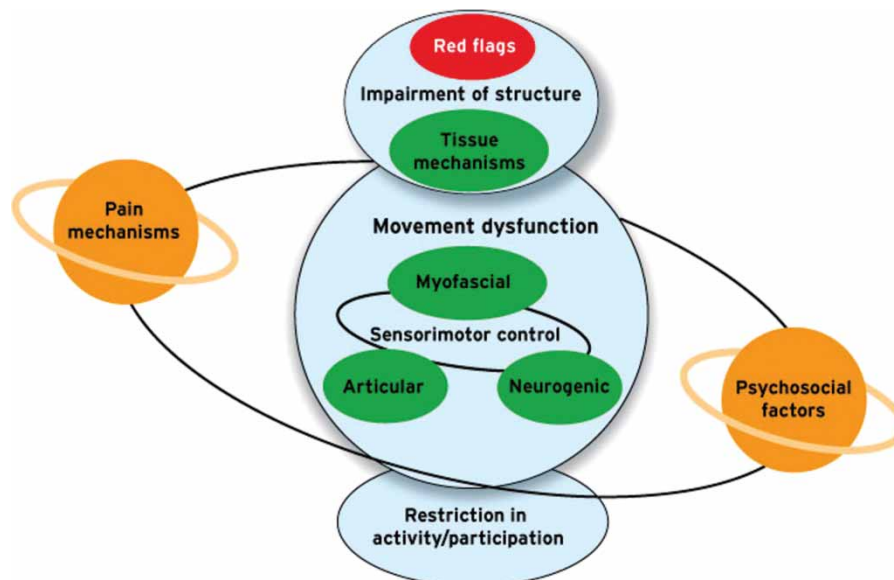 Red flags
Impairment of structure
Tissue
mechanisms
Pain
mechanisms
Movement dysfunction
Myofascial
Sensorimotor control
Articular
Neurogenic
Psychosocial
factors
Restriction in
activity/participation